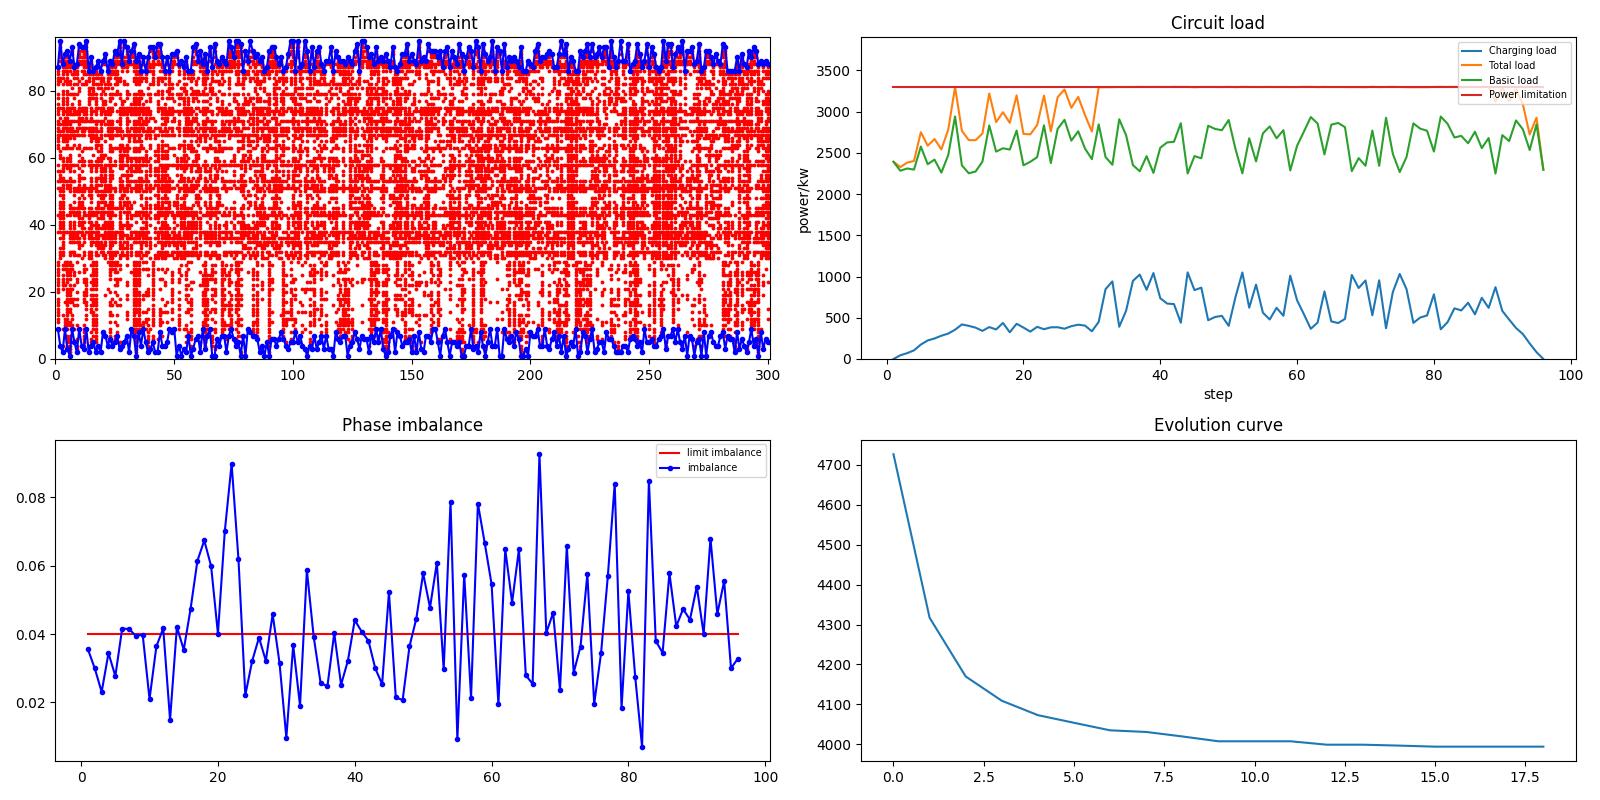 Time constraint
80
60
40
20
0
0 50 100 150 200 250 300
Circuit load
3500
3000
2500
2000
1500
1000
500
0
power/kw
Charging load
Total load
Basic load
Power limitation
0 20 40 60 80 100
step
Phase imbalance
0.08
0.06
0.04
0.02
limit imbalance
imbalance
0 20 40 60 80 100
Evolution curve
4700
4600
4500
4400
4300
4200
4100
4000
0.0 2.5 5.0 7.5 10.0 12.5 15.0 17.5